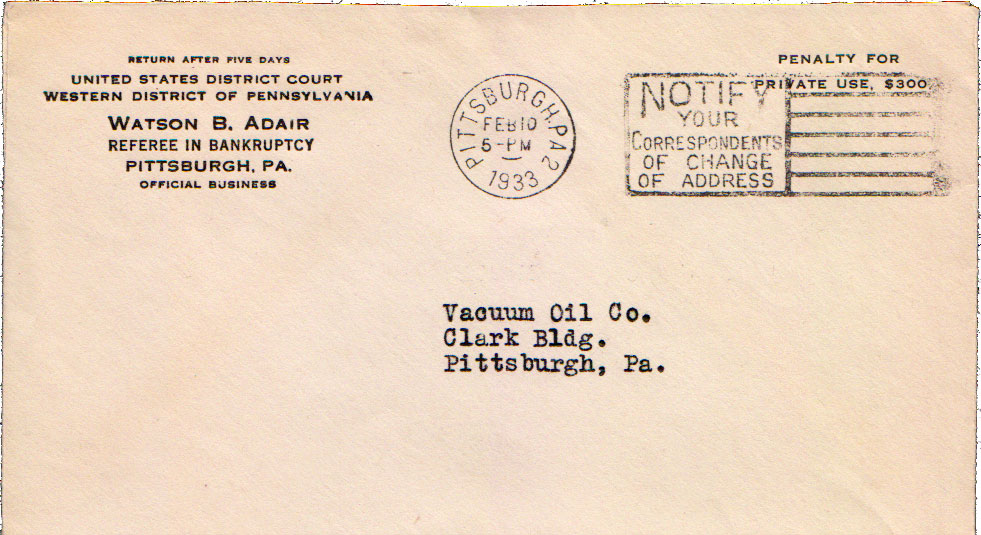 RETURN AFTER FIVE DAYS
UNITED STATES DISTRICT COURT
WESTERN DISTRICT OF PENNSYLVANIA
WATSON B. ADAIR
REFEREE IN BANKRUPTCY
PITTSBURGH, PA.
OFFICIAL BUSINESS
PITTSBURGH, PA 2
FEB 10
5-PM
1933
PENALTY FOR
PRIVATE USE, $300
NOTIFY
YOUR
CORRESPONDENTS
OF CHANGE
OF ADDRESS
Vacuum Oil Co.
Clark Bldg.
Pittsburgh, Pa.